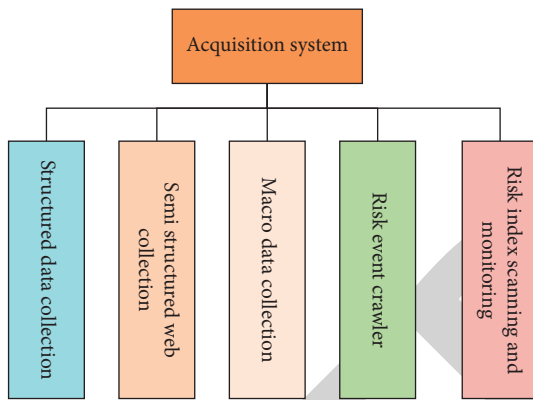 Acquisition system
Structured data collection
Semi structured web
collection
Macro data collection
Risk event crawler
Risk index scanning and
monitoring